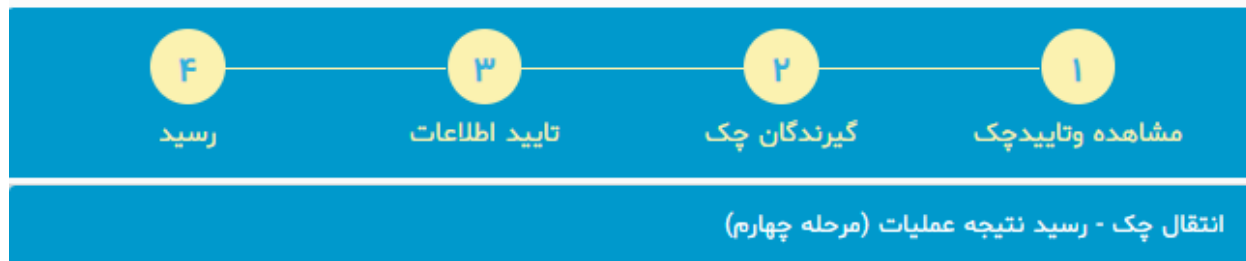 ۱ ۲ ۳ ۴
مشاهده وتاییدچک گیرندگان چک تایید اطلاعات رسید
انتقال چک - رسید نتیجه عملیات (مرحله چهارم)